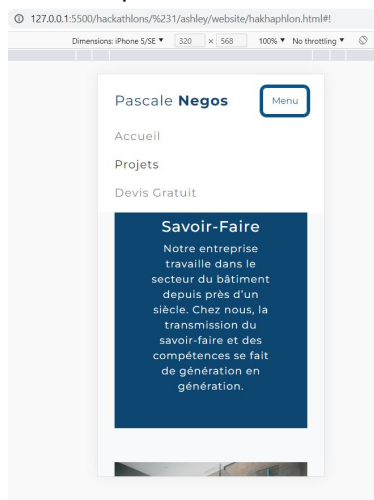 127.0.0.1:5500/hackathlons/%231/ashley/website/hakhaphlon.html#!
Dimensions: iPhone 5/SE ▼ 320 × 568 100% ▼ No throttling ▼
Pascale Negos Menu
Accueil
Projets
Devis Gratuit
Savoir-Faire
Notre entreprise
travaille dans le
secteur du bâtiment
depuis près d'un
siècle. Chez nous, la
transmission du
savoir-faire et des
compétences se fait
de génération en
génération.